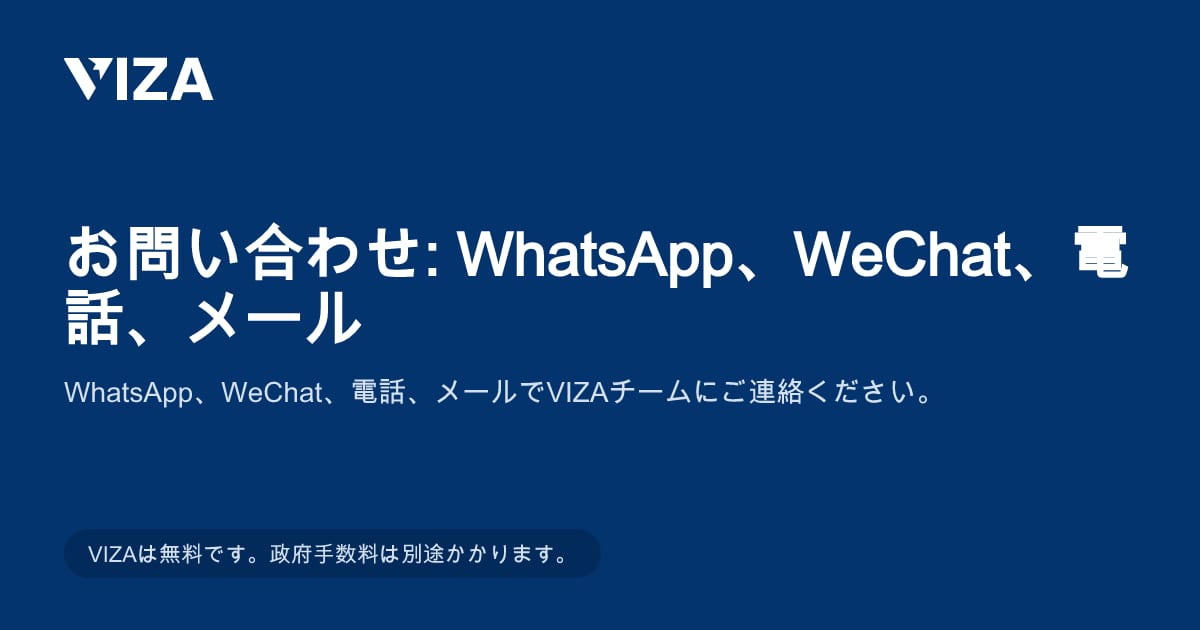 VIZA
お問い合わせ: WhatsApp、WeChat、電
話、メール
WhatsApp、WeChat、電話、メールでVIZAチームにご連絡ください。
VIZAは無料です。政府手数料は別途かかります。